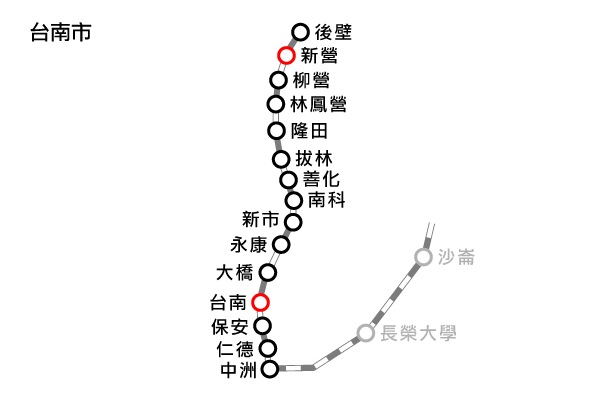 台南市
後壁
新營
柳營
林鳳營
隆田
拔林
善化
南科
新市
永康
大橋
台南
保安
仁德
中洲
沙崙
長榮大學